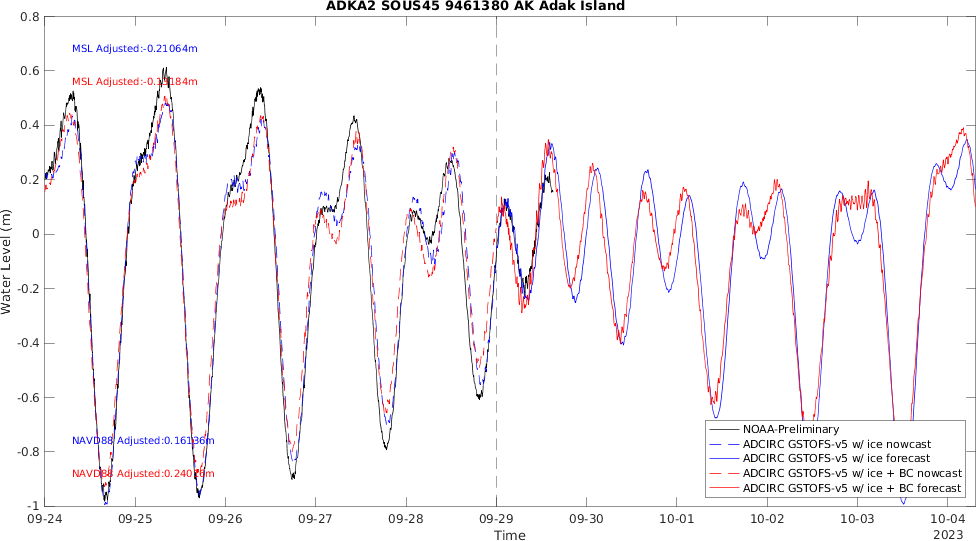 ADKA2 SOUS45 9461380 AK Adak Island
0.8
0.6
0.4
0.2
0
-0.2
-0.4
-0.6
-0.8
-1
Water Level (m)
MSL Adjusted:-0.21064m
MSL Adjusted:
NAVD88 Adjusted:0.16136m
NAVD88
NOAA-Preliminary
ADCIRC GSTOFS-v5 w/ ice nowcast
ADCIRC GSTOFS-v5 w/ ice forecast
ADCIRC GSTOFS-v5 w/ ice + BC nowcast
ADCIRC GSTOFS-v5 w/ ice + BC forecast
09-24 09-25 09-26 09-27 09-28 09-29 09-30 10-01 10-02 10-03 10-04
Time
2023